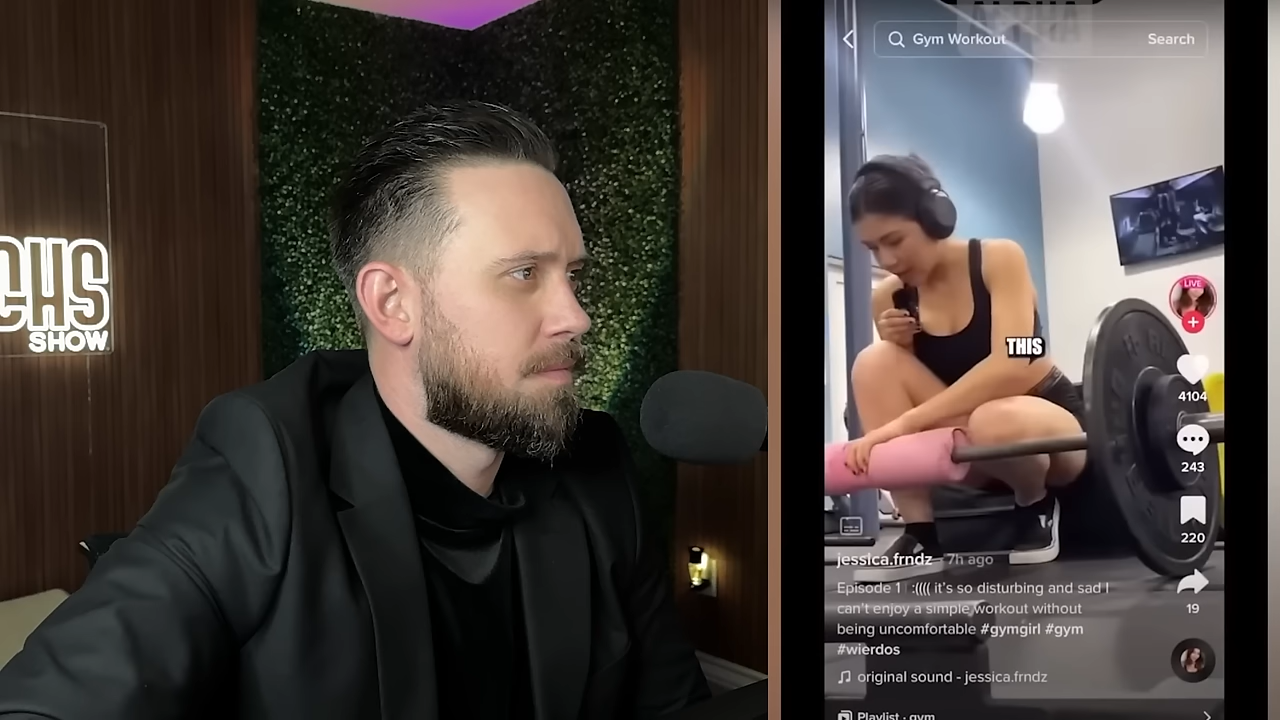 CHS
SHOW
ALPHA
Gym Workout
Search
LIVE
THIS
4104
243
220
19
jessica.frndz 7h ago
Episode 1 :(((( it's so disturbing and sad I
can't enjoy a simple workout without
being uncomfortable #gymgirl #gym
#wierdos
original sound - jessica.frndz
Playlist · gym